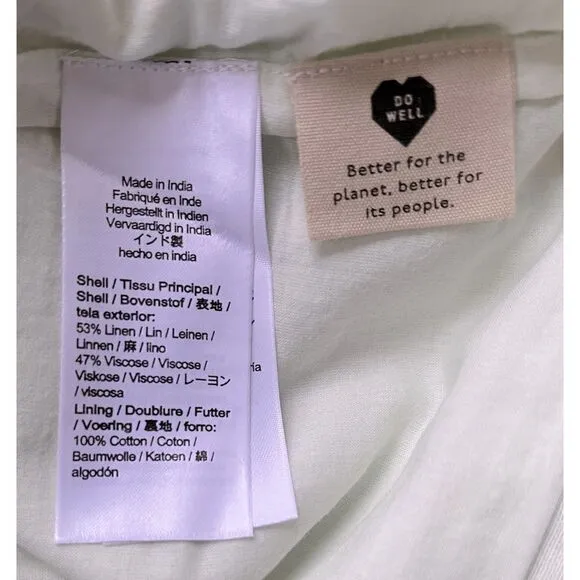 Made in India
Fabriqué en Inde
Hergestellt in Indien
Vervaardigd in India
インド製
hecho en india
Shell / Tissu Principal /
Shell / Bovenstof / 表地 /
tela exterior:
53% Linen / Lin / Leinen /
Linnen / 麻 / lino
47% Viscose / Viscose /
Viskose / Viscose / レーヨン
/ viscosa
Lining / Doublure / Futter
/ Voering / 裏地 / forro:
100% Cotton / Coton /
Baumwolle / Katoen / 綿 /
algodón
DO
WELL
Better for the
planet, better for
its people.